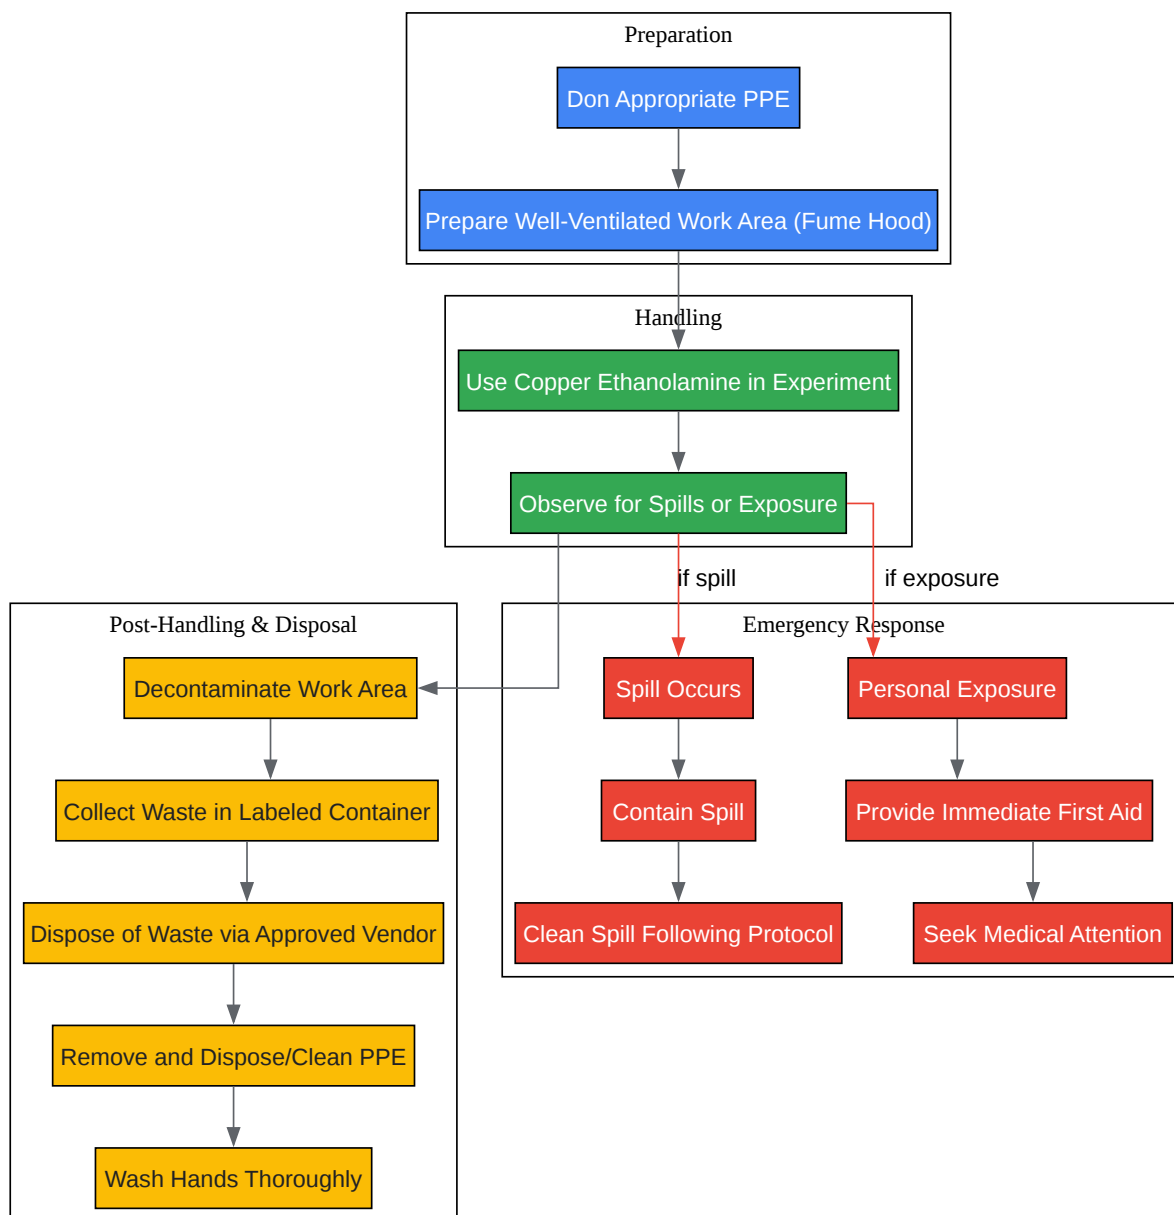 Preparation
Don Appropriate PPE
Prepare Well-Ventilated Work Area (Fume Hood)
Handling
Use Copper Ethanolamine in Experiment
Observe for Spills or Exposure
if spill
if exposure
Post-Handling & Disposal
Decontaminate Work Area
Collect Waste in Labeled Container
Dispose of Waste via Approved Vendor
Remove and Dispose/Clean PPE
Wash Hands Thoroughly
Emergency Response
Spill Occurs
Contain Spill
Clean Spill Following Protocol
Personal Exposure
Provide Immediate First Aid
Seek Medical Attention